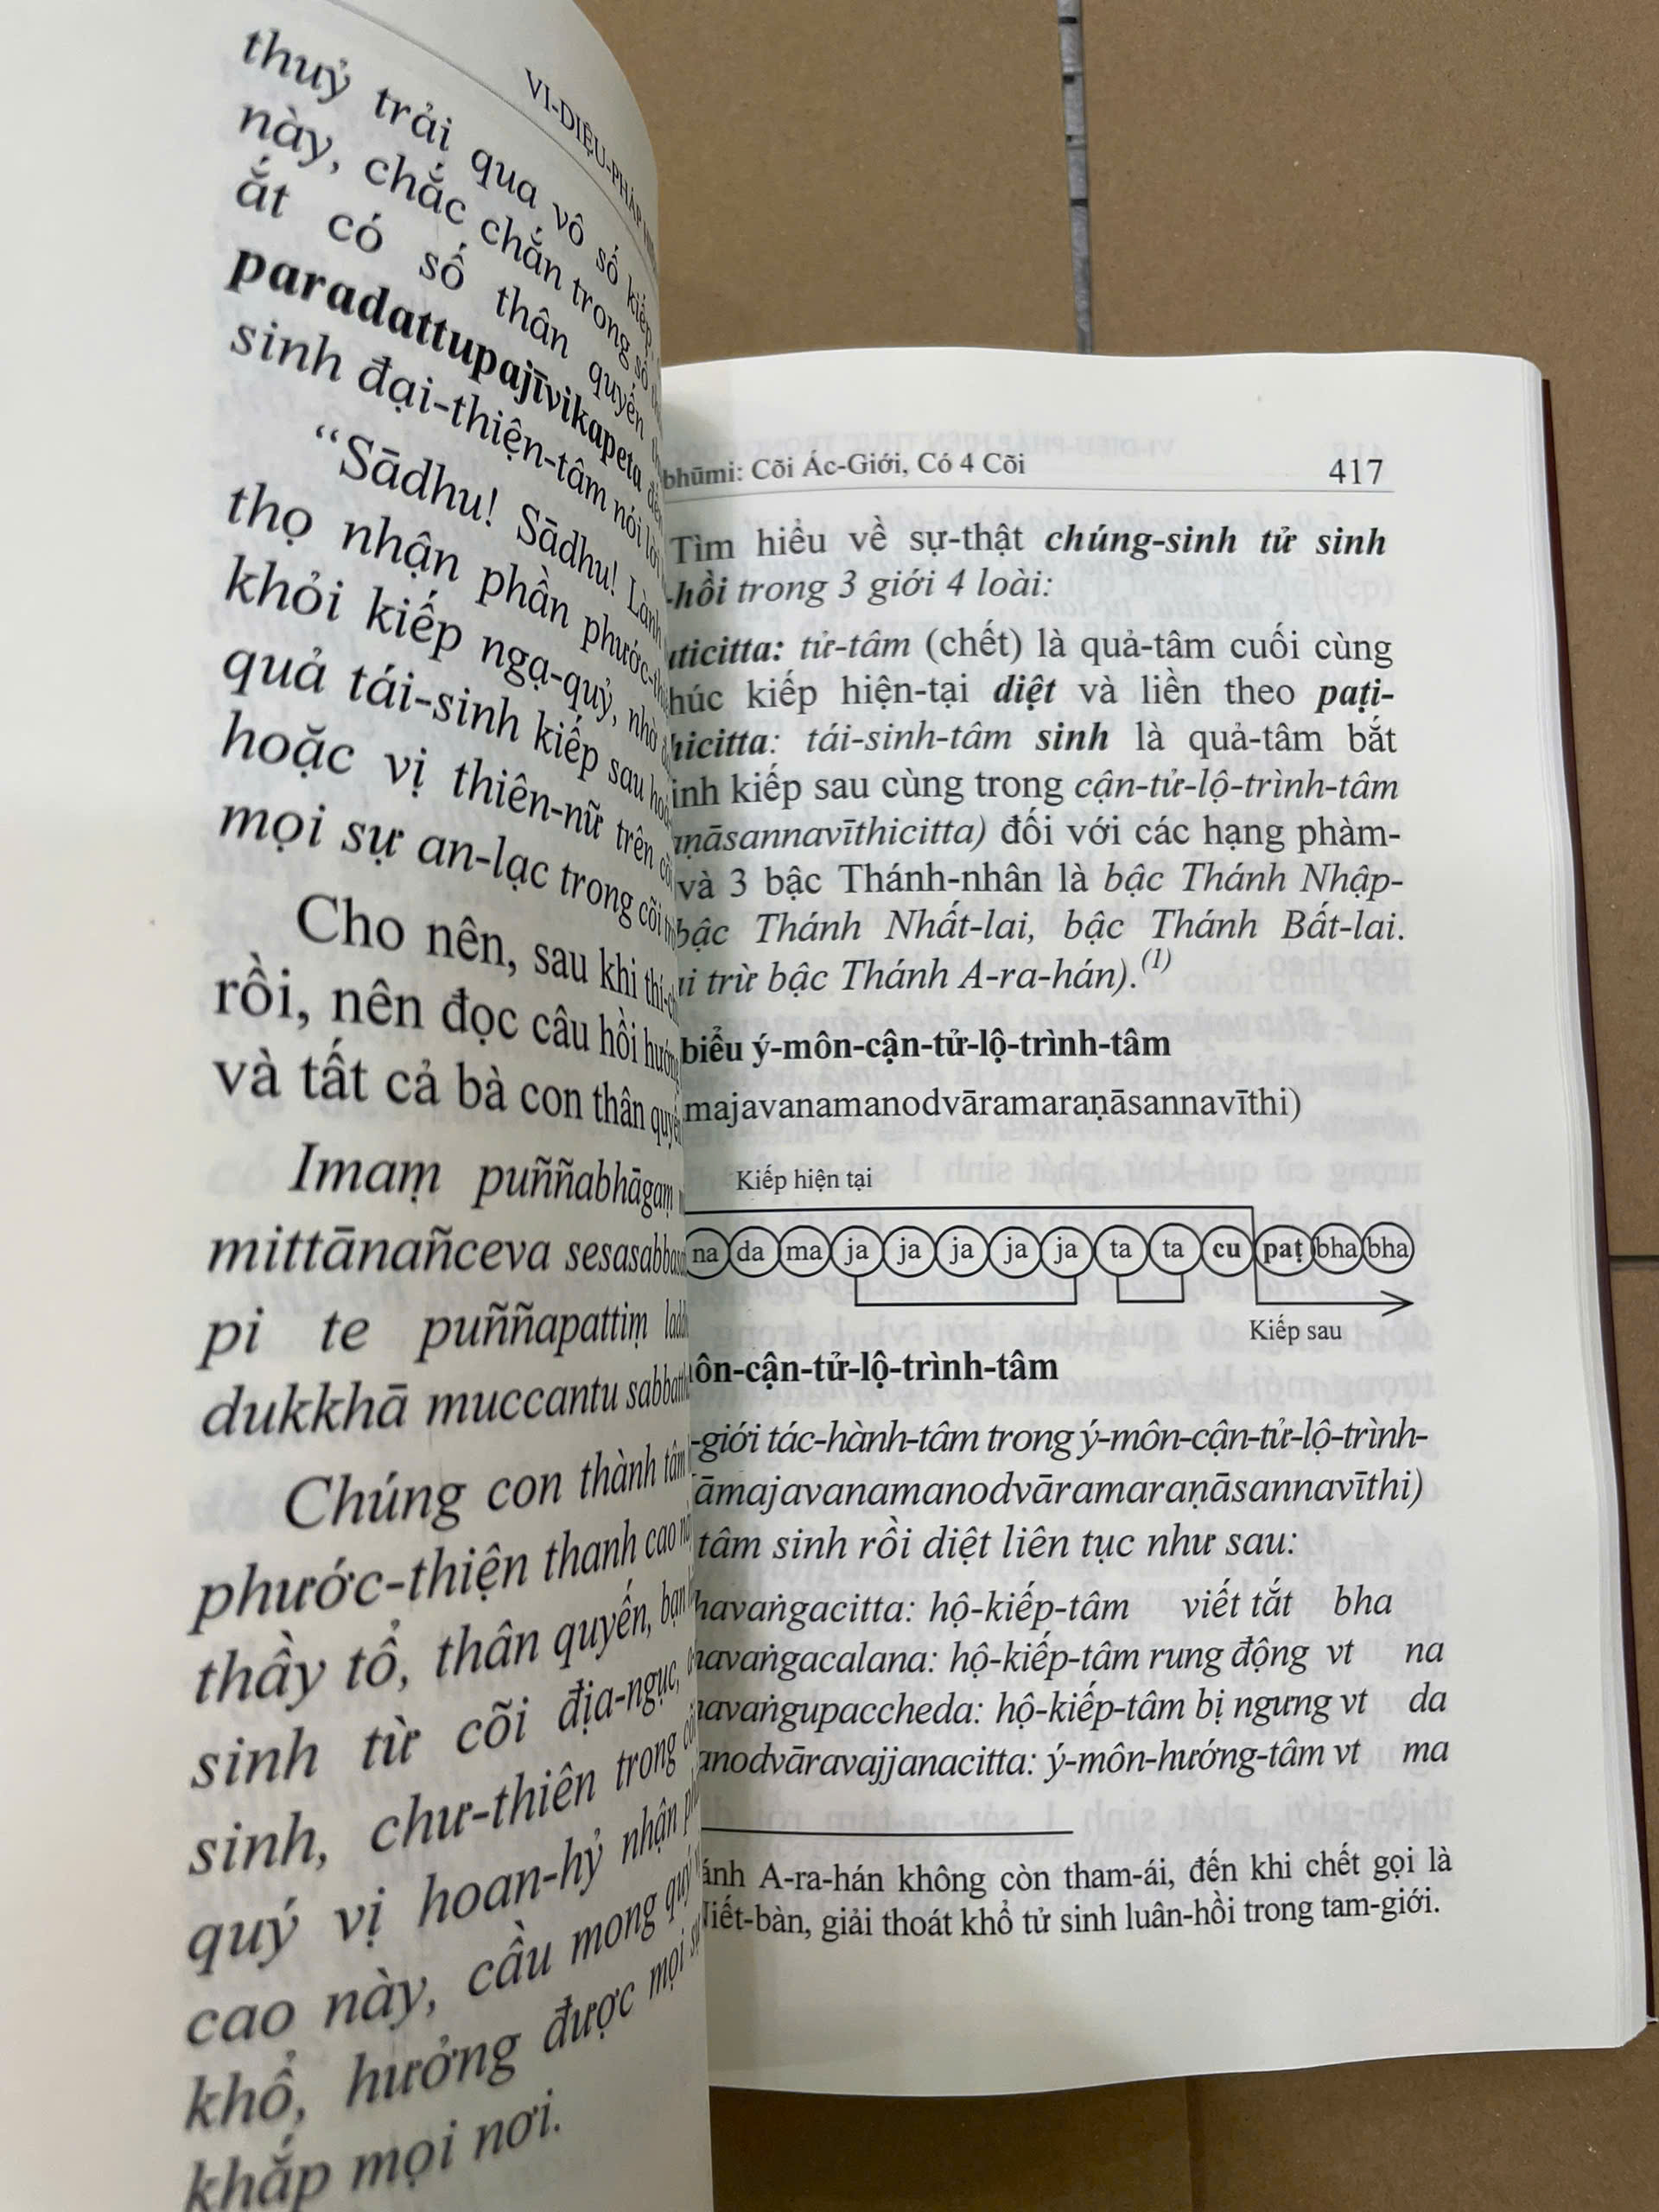 VI-DIỆU-PHÁP
thuỷ trải qua vô số kiếp,
này, chắc chắn trong số
ắt có số thân quyến
paradattupajīvikapeta
sinh đại-thiện-tâm nói lời
“Sādhu! Sādhu! Lành
thọ nhận phần phước-
khỏi kiếp ngạ-quỷ, nhờ
quả tái-sinh kiếp sau
hoặc vị thiên-nữ trên
mọi sự an-lạc trong cõi
Cho nên, sau khi
rồi, nên đọc câu hồi
và tất cả bà con thân
Imaṃ puññabhāgaṃ
mittānañceva
pi te puññapattiṃ
dukkhā muccantu
Chúng con thành tâm
phước-thiện thanh cao
thầy tổ, thân quyến, bạn
sinh từ cõi địa-ngục,
sinh, chư-thiên trong
quý vị hoan-hỷ nhận
cao này, cầu mong quý
khổ, hưởng được mọi
khắp mọi nơi.
bhūmi: Cõi Ác-Giới, Có 4 Cõi 417
Tìm hiểu về sự-thật chúng-sinh tử sinh
-hồi trong 3 giới 4 loài:
uticitta: tử-tâm (chết) là quả-tâm cuối cùng
húc kiếp hiện-tại diệt và liền theo paṭi-
hicitta: tái-sinh-tâm sinh là quả-tâm bắt
inh kiếp sau cùng trong cận-tử-lộ-trình-tâm
ṇāsannavīthicitta) đối với các hạng phàm-
và 3 bậc Thánh-nhân là bậc Thánh Nhập-
bậc Thánh Nhất-lai, bậc Thánh Bất-lai.
i trừ bậc Thánh A-ra-hán).(1)
biểu ý-môn-cận-tử-lộ-trình-tâm
majavanamanodvāramaraṇāsannavīthi)
Kiếp hiện tại
na da ma ja ja ja ja ja ta ta cu paṭ bha bha
Kiếp sau
ôn-cận-tử-lộ-trình-tâm
-giới tác-hành-tâm trong ý-môn-cận-tử-lộ-trình-
āmajavanamanodvāramaraṇāsannavīthi)
tâm sinh rồi diệt liên tục như sau:
havaṅgacitta: hộ-kiếp-tâm viết tắt bha
avaṅgacalana: hộ-kiếp-tâm rung động vt na
avaṅgupaccheda: hộ-kiếp-tâm bị ngưng vt da
anodvāravajjanacitta: ý-môn-hướng-tâm vt ma
ánh A-ra-hán không còn tham-ái, đến khi chết gọi là
Niết-bàn, giải thoát khổ tử sinh luân-hồi trong tam-giới.